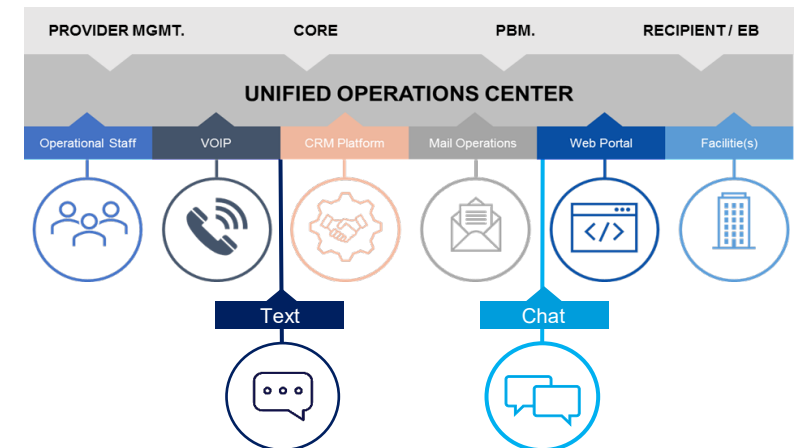 PROVIDER MGMT. CORE PBM. RECIPIENT / EB
UNIFIED OPERATIONS CENTER
Operational Staff VOIP CRM Platform Mail Operations Web Portal Facilitie(s)
</>
Text Chat